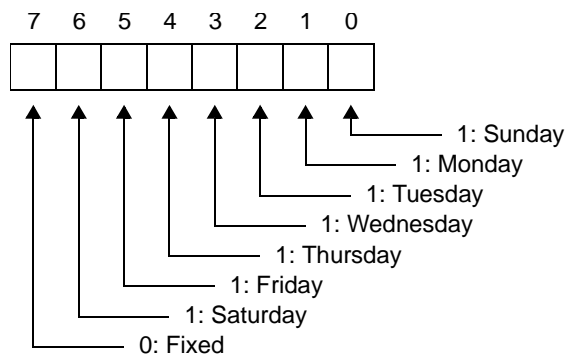 7 6 5 4 3 2 1 0
1: Sunday
1: Monday
1: Tuesday
1: Wednesday
1: Thursday
1: Friday
1: Saturday
0: Fixed